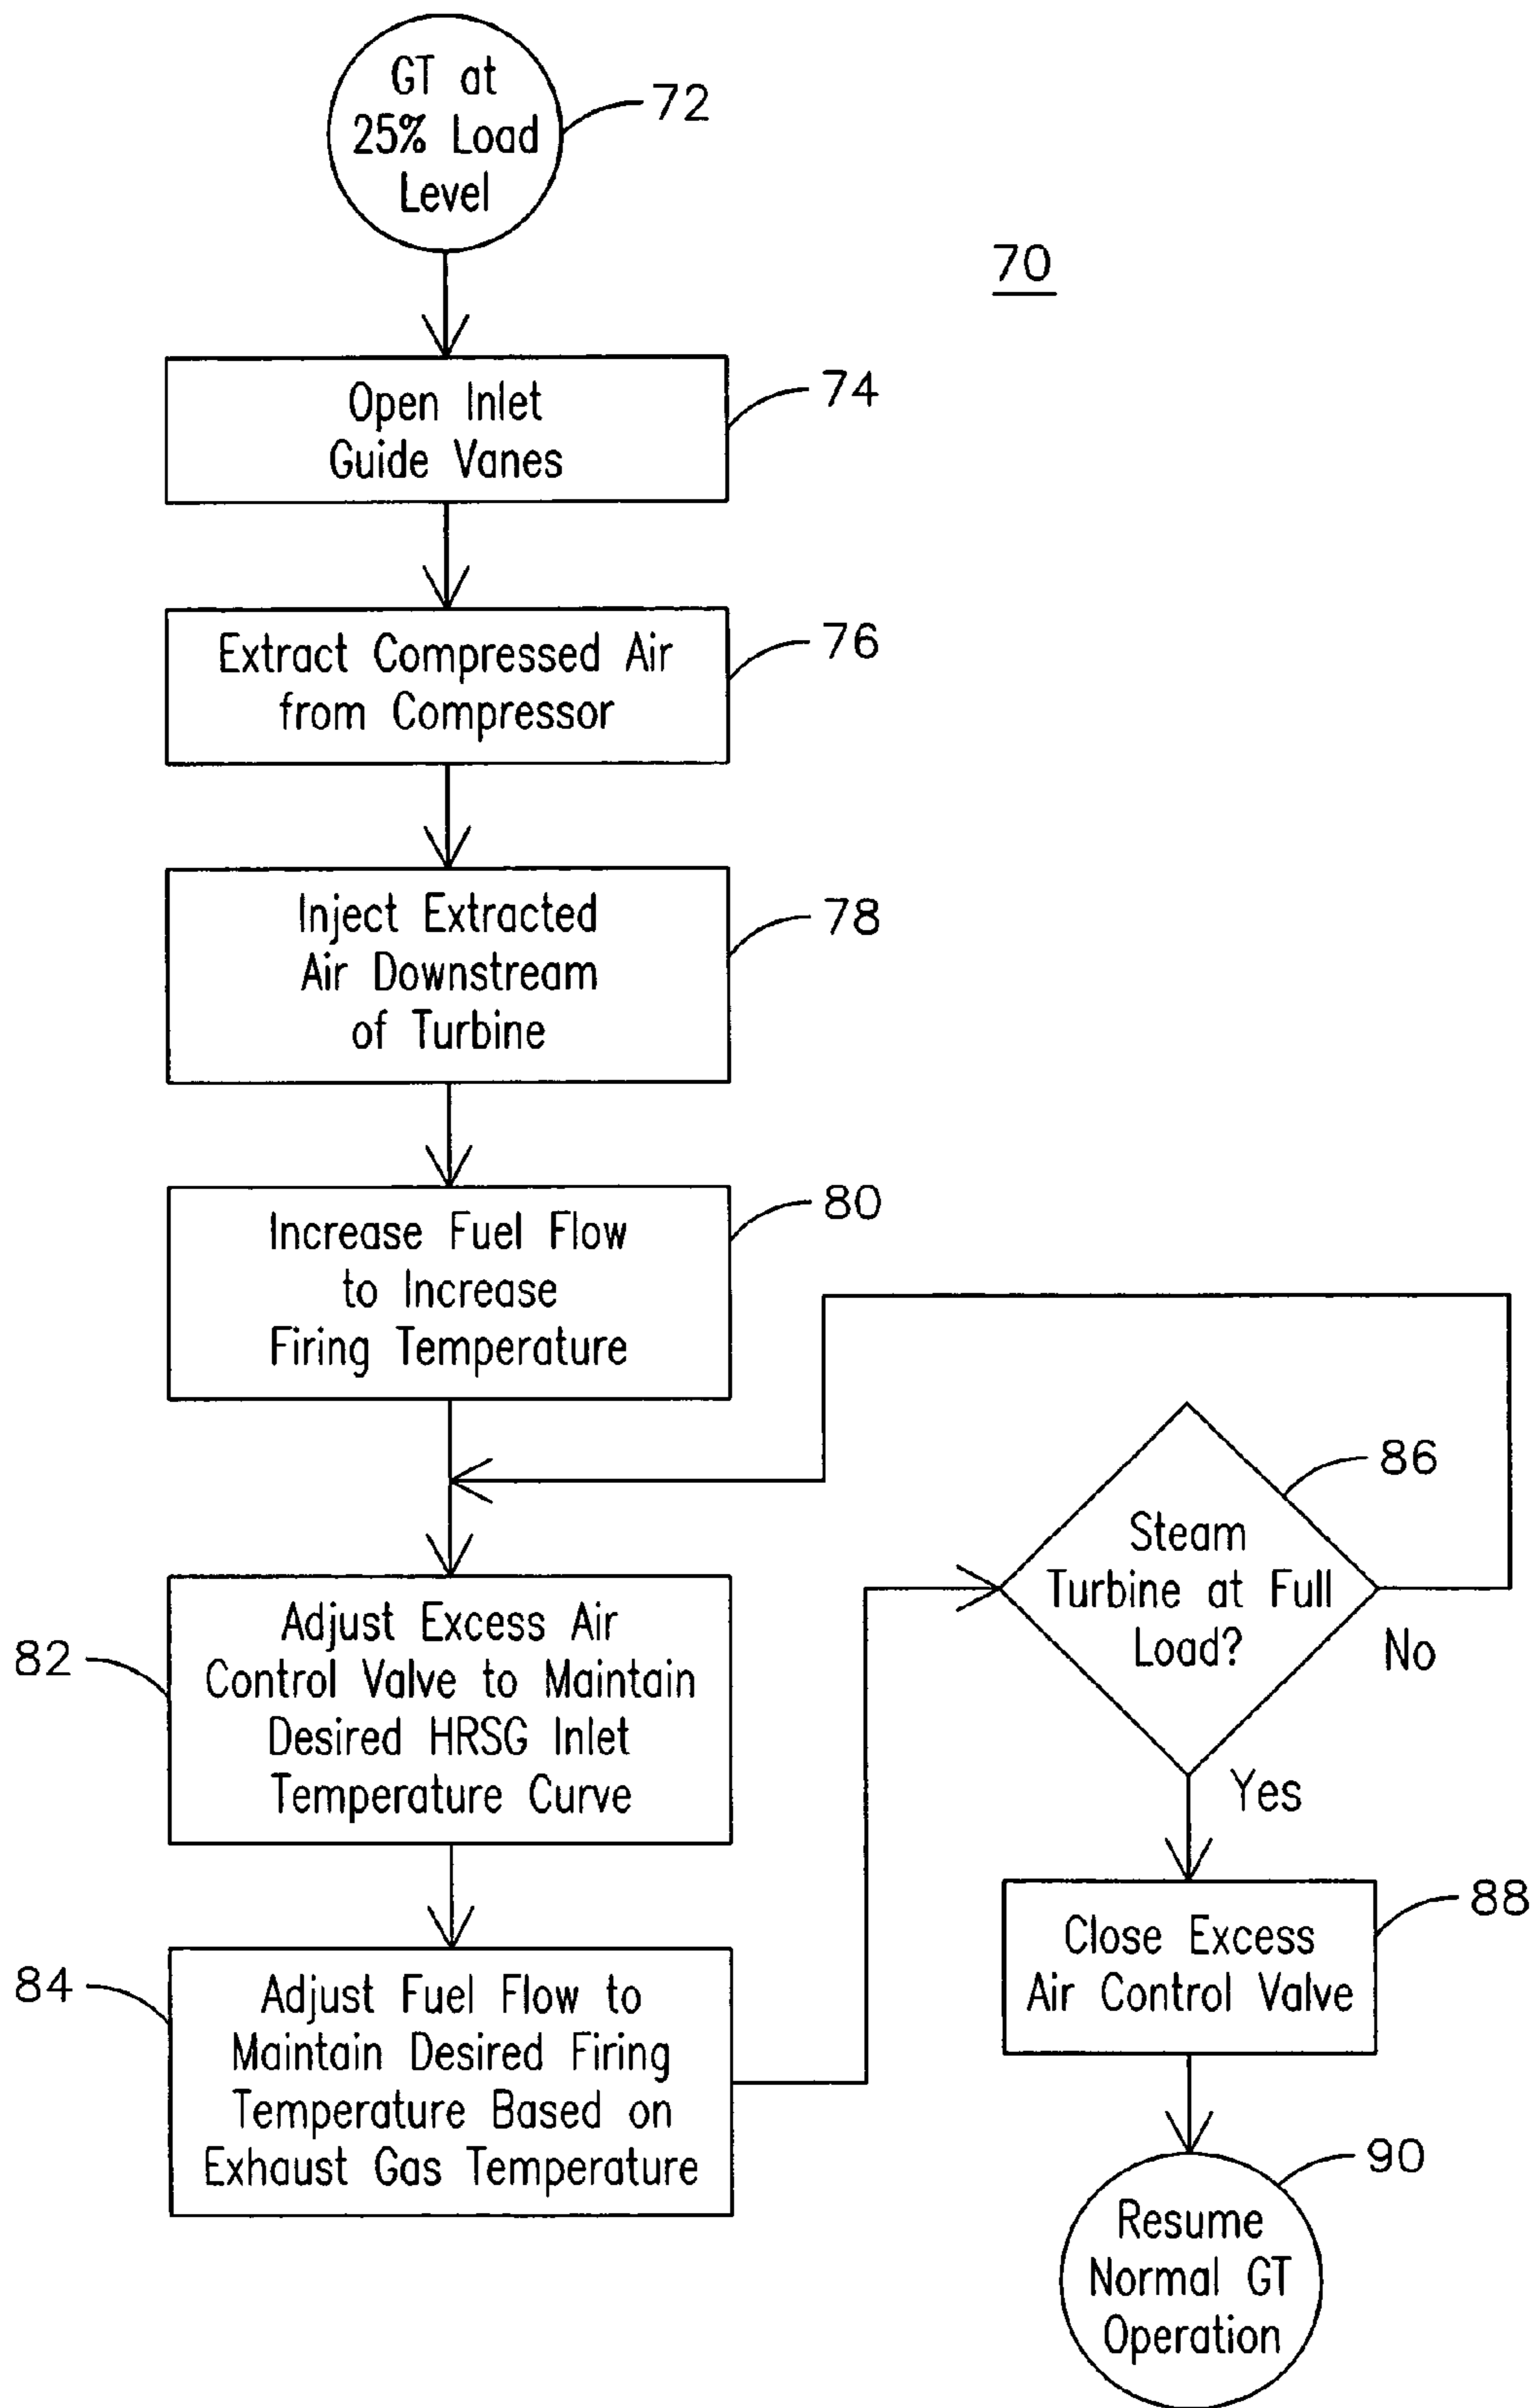 GT at
25% Load
Level
72
70
Open Inlet
Guide Vanes
74
Extract Compressed Air
from Compressor
76
Inject Extracted
Air Downstream
of Turbine
78
Increase Fuel Flow
to Increase
Firing Temperature
80
Adjust Excess Air
Control Valve to Maintain
Desired HRSG Inlet
Temperature Curve
82
Adjust Fuel Flow to
Maintain Desired Firing
Temperature Based on
Exhaust Gas Temperature
84
Steam
Turbine at Full
Load?
86
No
Yes
Close Excess
Air Control Valve
88
Resume
Normal GT
Operation
90